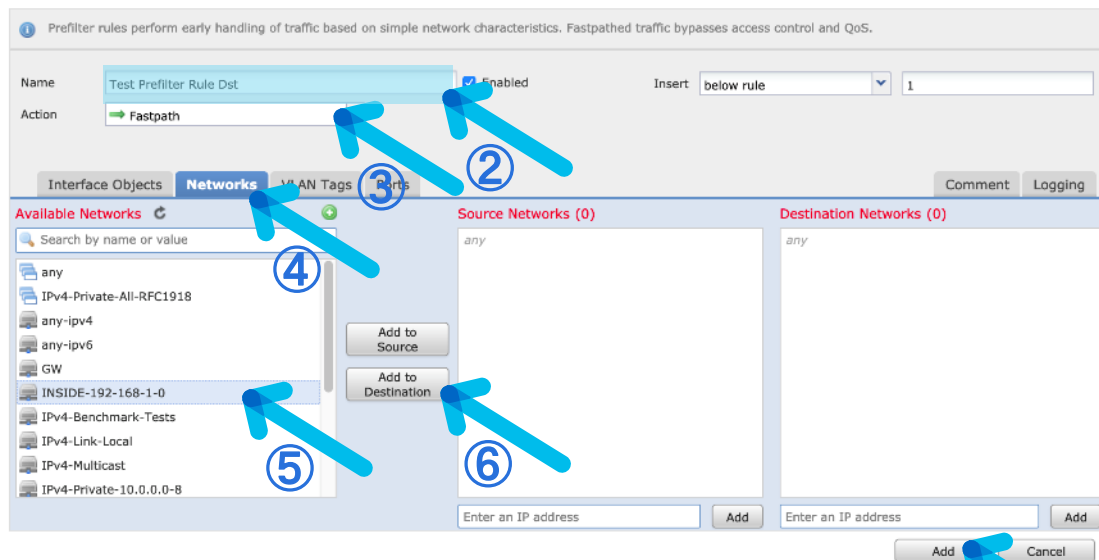 Prefilter rules perform early handling of traffic based on simple network characteristics. Fastpathed traffic bypasses access control and QoS.
Name Test Prefilter Rule Dst Enabled Insert below rule 1
Action Fastpath
②
③
Interface Objects Networks VLAN Tags Ports Comment Logging
Available Networks Source Networks (0) Destination Networks (0)
Search by name or value any any
④
any
IPv4-Private-All-RFC1918
any-ipv4
any-ipv6
Add to Source
GW
Add to Destination
INSIDE-192-168-1-0
IPv4-Benchmark-Tests
IPv4-Link-Local
⑤ ⑥
IPv4-Multicast
IPv4-Private-10.0.0.0-8
Enter an IP address Add Enter an IP address Add
Add Cancel